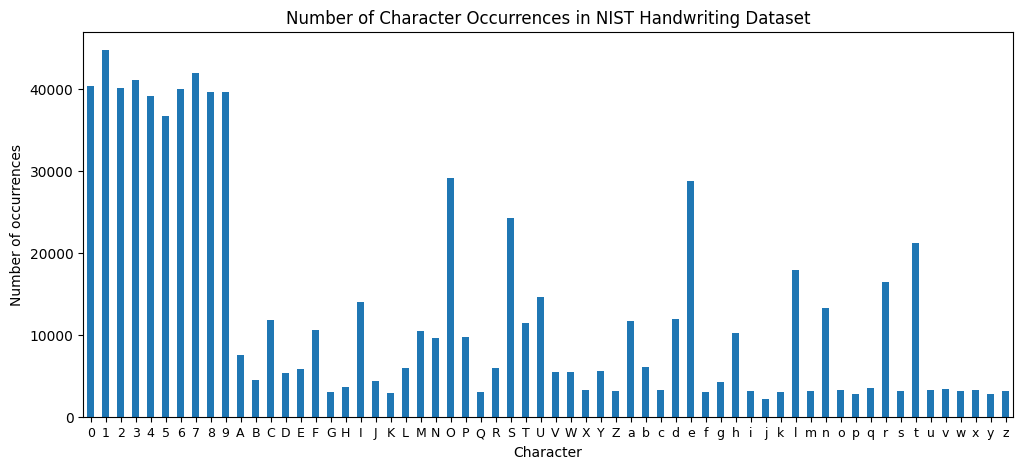 Number of Character Occurrences in NIST Handwriting Dataset
Number of occurrences
40000
30000
20000
10000
0
0 1 2 3 4 5 6 7 8 9 A B C D E F G H I J K L M N O P Q R S T U V W X Y Z a b c d e f g h i j k l m n o p q r s t u v w x y z
Character